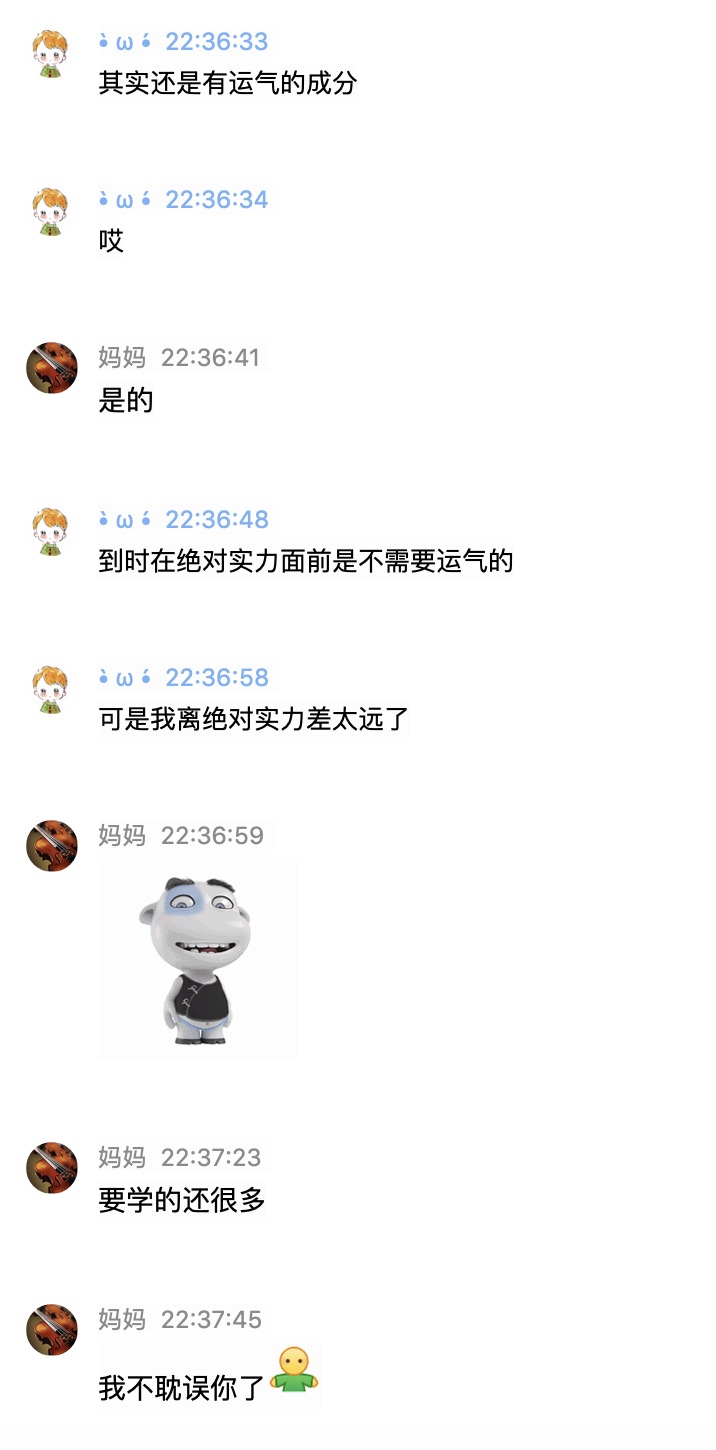 •̀ ω •́ 22:36:33
其实还是有运气的成分
•̀ ω •́ 22:36:34
哎
妈妈 22:36:41
是的
•̀ ω •́ 22:36:48
到时在绝对实力面前是不需要运气的
•̀ ω •́ 22:36:58
可是我离绝对实力差太远了
妈妈 22:36:59
妈妈 22:37:23
要学的还很多
妈妈 22:37:45
我不耽误你了